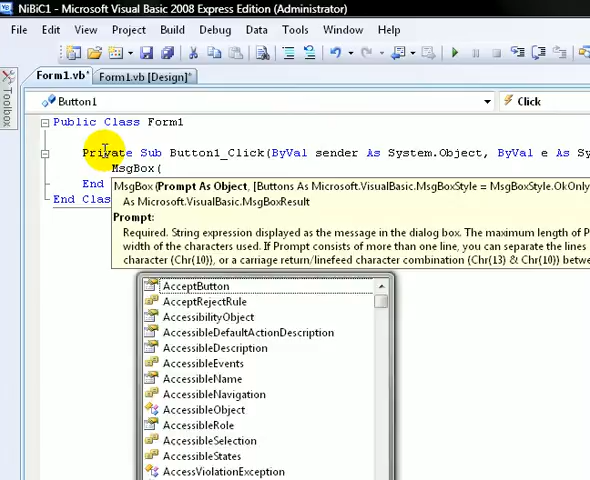 NiBiC1 - Microsoft Visual Basic 2008 Express Edition (Administrator)
File Edit View Project Build Debug Data Tools Window Help
Form1.vb* Form1.vb [Design]*
Toolbox
Button1 Click
Public Class Form1
Private Sub Button1_Click(ByVal sender As System.Object, ByVal e As Sy
MsgBox(
End
End Clas
MsgBox (Prompt As Object, [Buttons As Microsoft.VisualBasic.MsgBoxStyle = MsgBoxStyle.OkOnly
As Microsoft.VisualBasic.MsgBoxResult
Prompt:
Required. String expression displayed as the message in the dialog box. The maximum length of P
width of the characters used. If Prompt consists of more than one line, you can separate the lines
character (Chr(10)), or a carriage return/linefeed character combination (Chr(13) & Chr(10)) betwe
AcceptButton
AcceptRejectRule
AccessibilityObject
AccessibleDefaultActionDescription
AccessibleDescription
AccessibleEvents
AccessibleName
AccessibleNavigation
AccessibleObject
AccessibleRole
AccessibleSelection
AccessibleStates
AccessViolationException